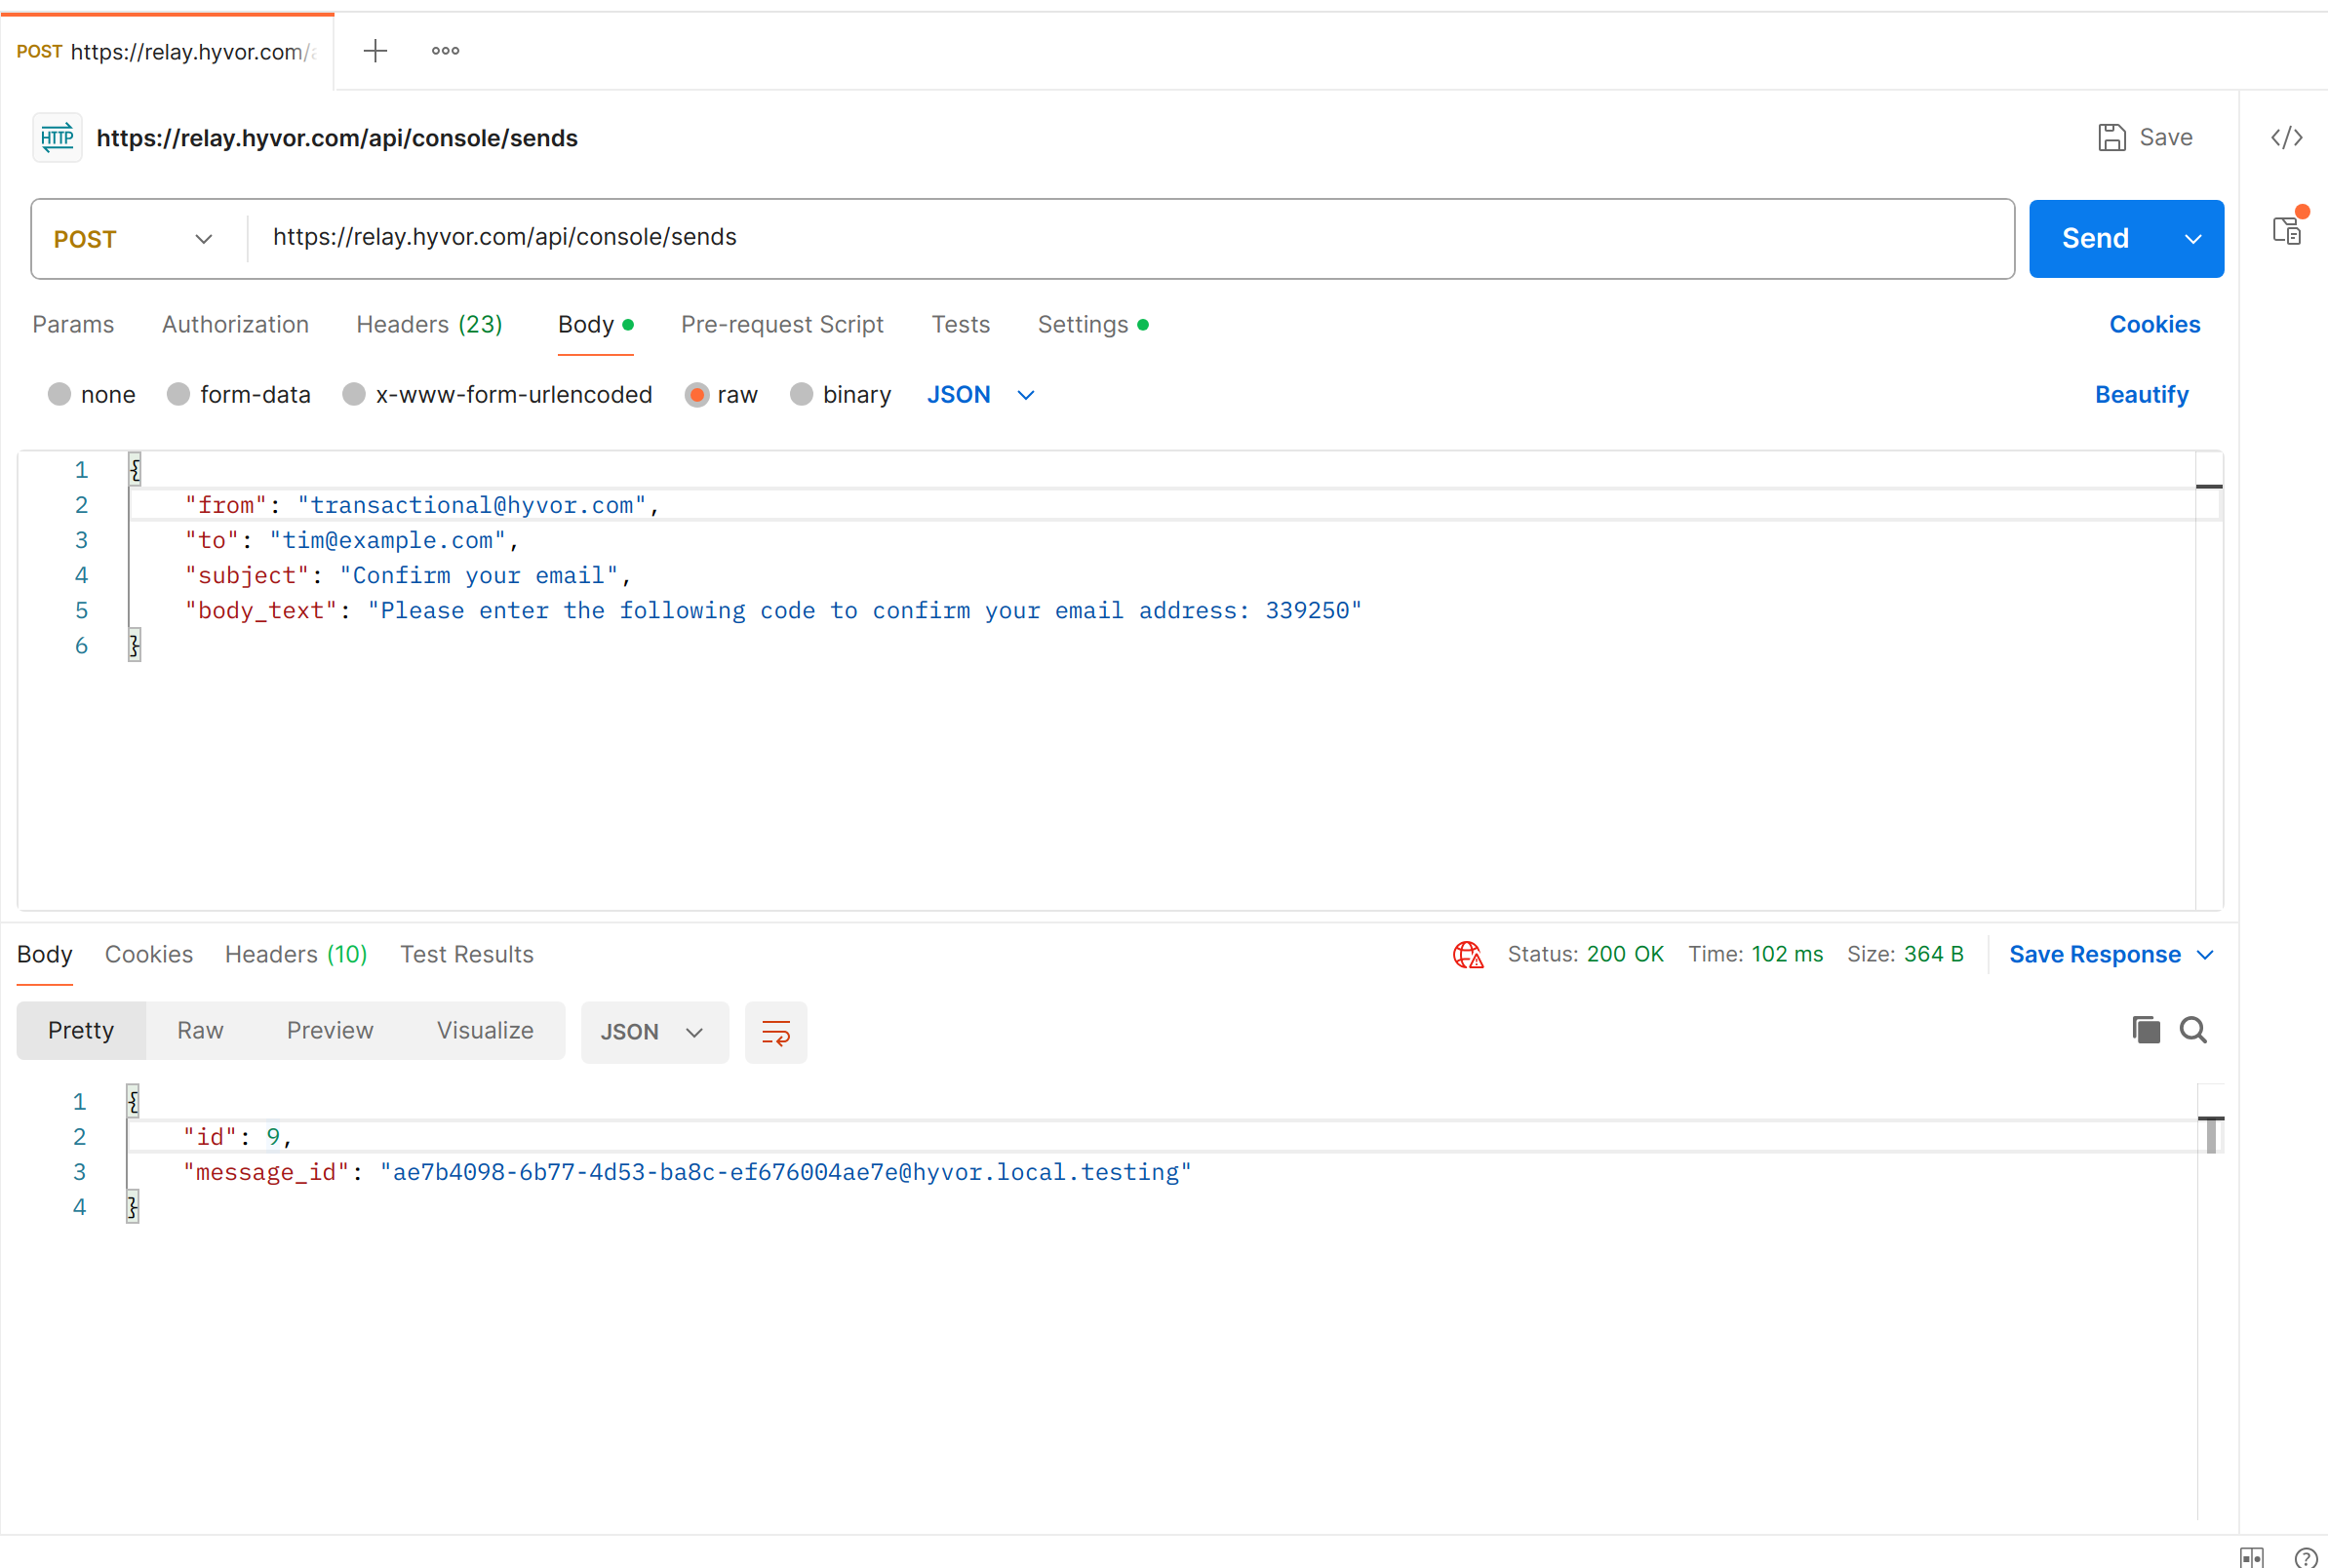 POST https://relay.hyvor.com/
HTTP https://relay.hyvor.com/api/console/sends Save
POST https://relay.hyvor.com/api/console/sends Send
Params Authorization Headers (23) Body Pre-request Script Tests Settings Cookies
none form-data x-www-form-urlencoded raw binary JSON Beautify
1 {
2 "from": "transactional@hyvor.com",
3 "to": "tim@example.com",
4 "subject": "Confirm your email",
5 "body_text": "Please enter the following code to confirm your email address: 339250"
6 }
Body Cookies Headers (10) Test Results Status: 200 OK Time: 102 ms Size: 364 B Save Response
Pretty Raw Preview Visualize JSON
1 {
2 "id": 9,
3 "message_id": "ae7b4098-6b77-4d53-ba8c-ef676004ae7e@hyvor.local.testing"
4 }